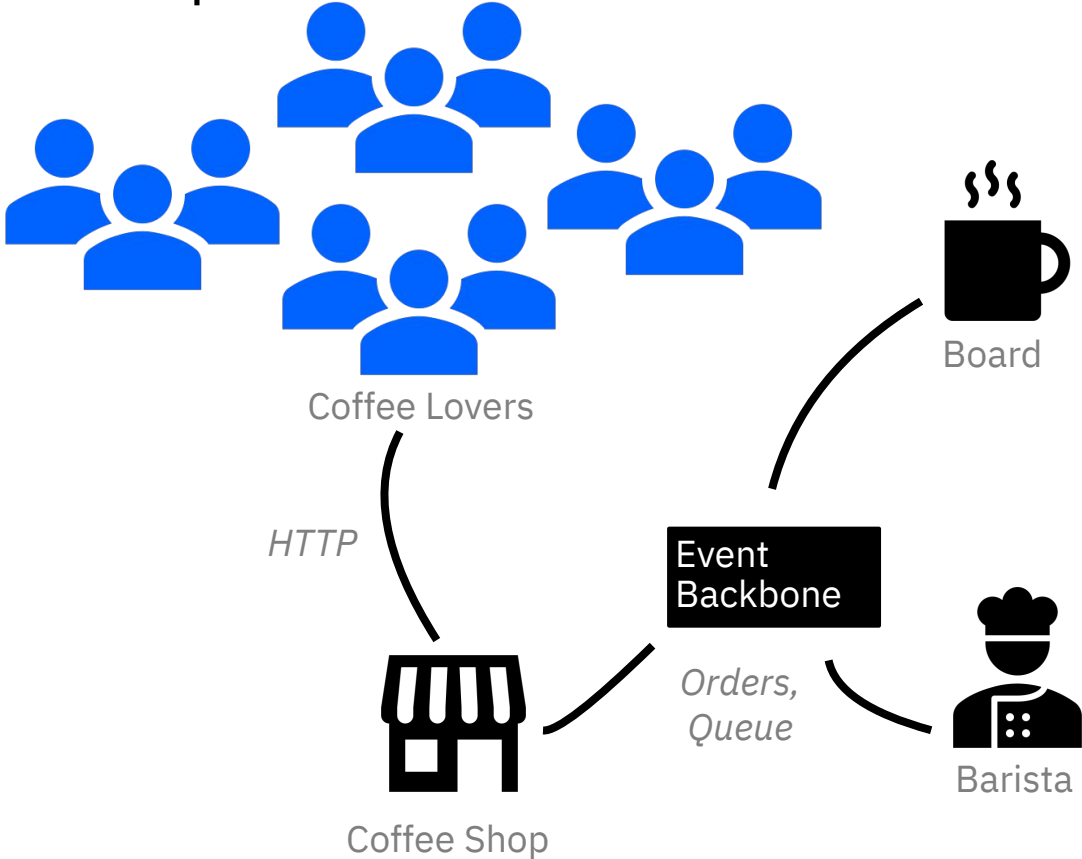 Board
Coffee Lovers
HTTP
Event
Backbone
Orders,
Queue
Barista
Coffee Shop